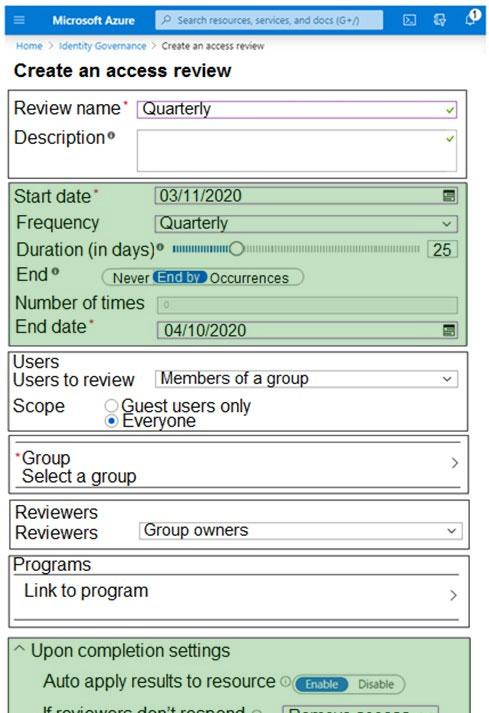 Microsoft Azure
Search resources, services, and docs (G+/)
1
Home > Identity Governance > Create an access review
Create an access review
Review name *
Quarterly
Description
Start date *
03/11/2020
Frequency
Quarterly
Duration (in days)
25
End
Never End by Occurrences
Number of times
0
End date *
04/10/2020
Users
Users to review
Members of a group
Scope
Guest users only
Everyone
* Group
Select a group
Reviewers
Reviewers
Group owners
Programs
Link to program
Upon completion settings
Auto apply results to resource
Enable Disable
If reviewers don't respond
Remove access